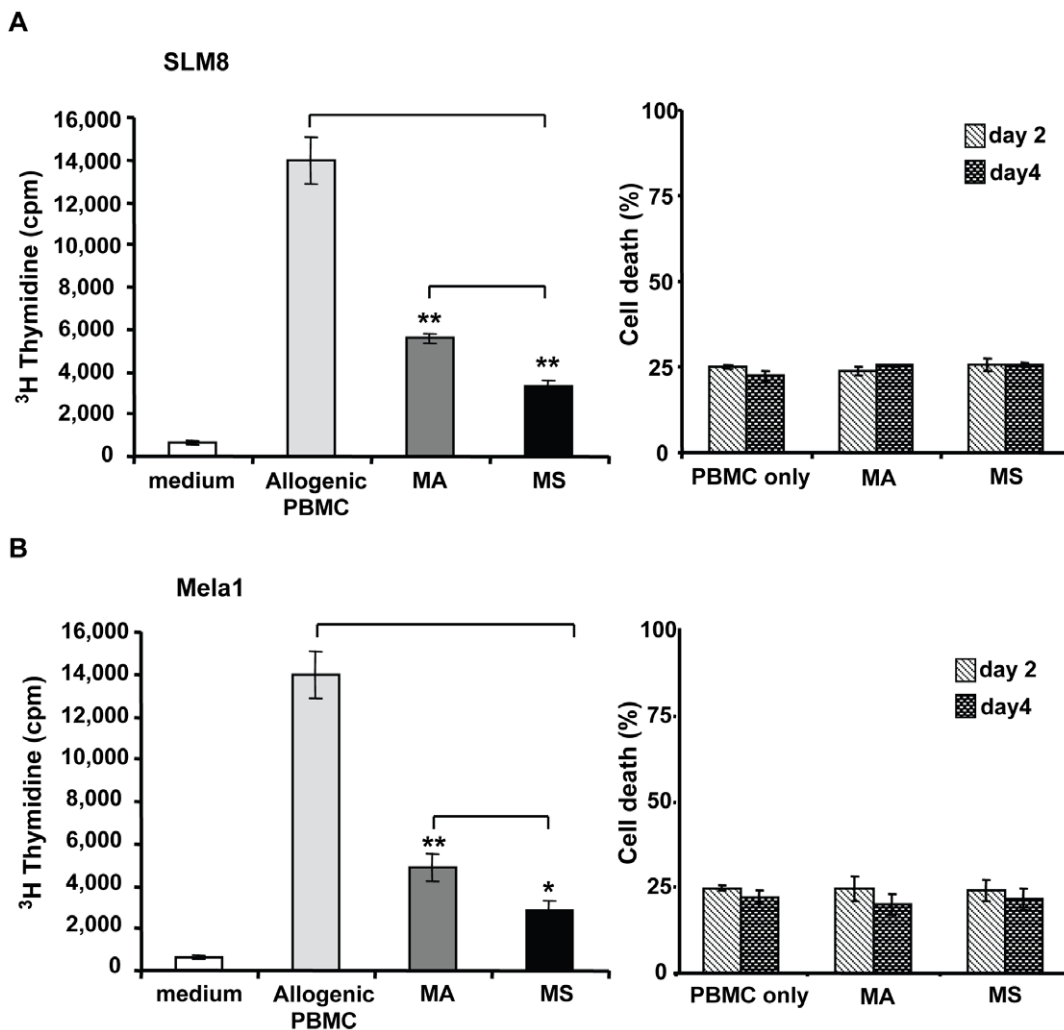 A
SLM8
16,000
14,000
12,000
10,000
8,000
6,000
4,000
2,000
0
³H Thymidine (cpm)
**
**
medium
Allogenic
PBMC
MA
MS
100
75
50
25
0
Cell death (%)
day 2
day4
PBMC only
MA
MS
B
Mela1
16,000
14,000
12,000
10,000
8,000
6,000
4,000
2,000
0
³H Thymidine (cpm)
**
*
medium
Allogenic
PBMC
MA
MS
100
75
50
25
0
Cell death (%)
day 2
day4
PBMC only
MA
MS